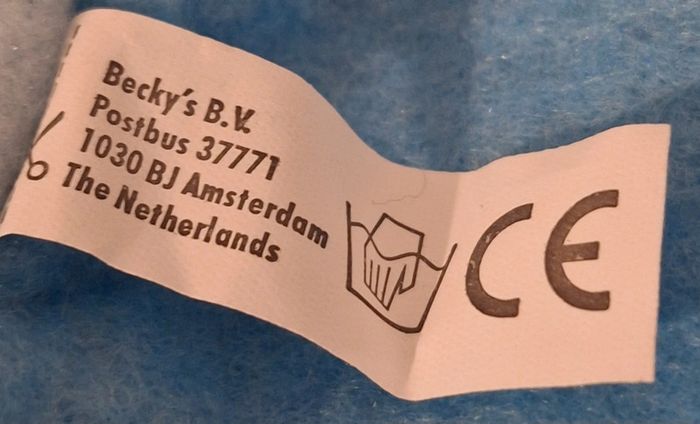 Becky's B.V.
Postbus 37771
1030 BJ Amsterdam
The Netherlands
CE